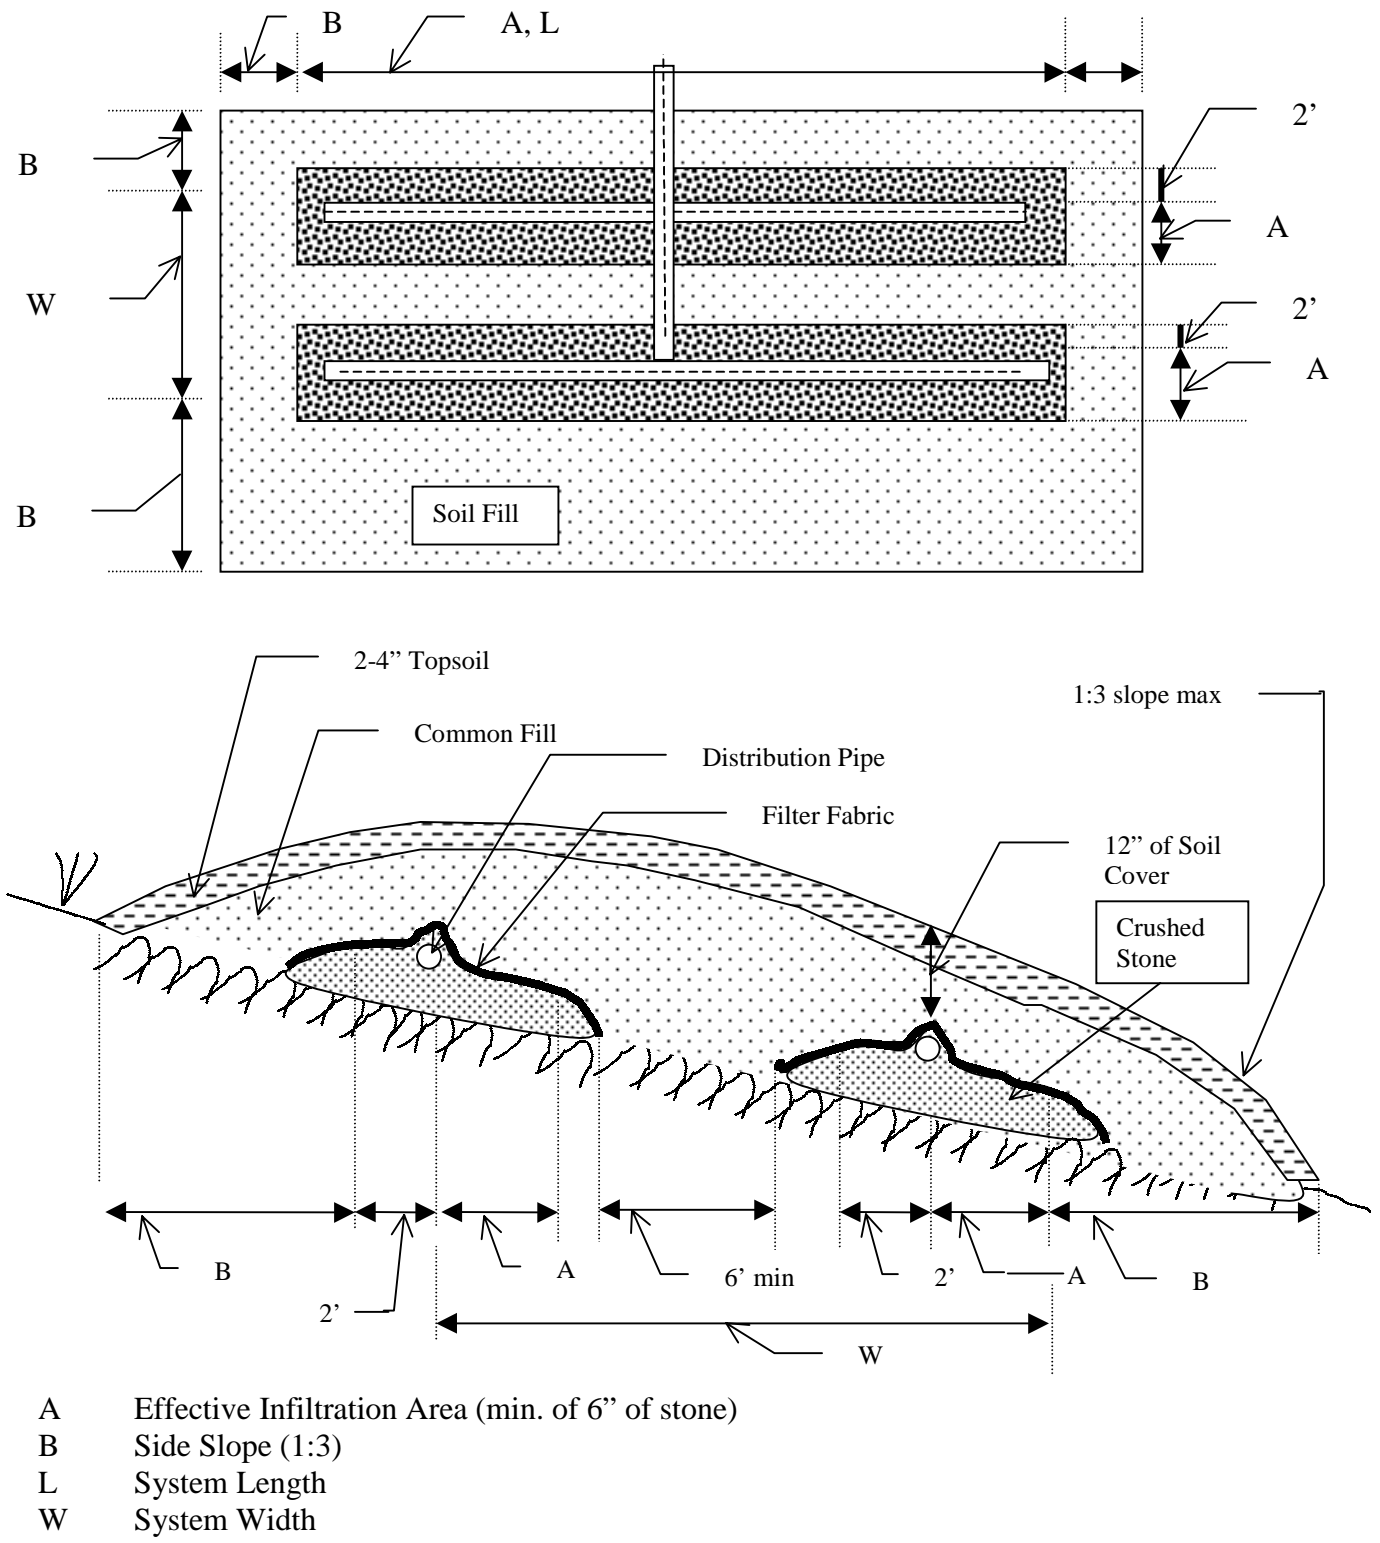 B
A, L
2’
B
A
W
2’
A
B
Soil Fill
2-4” Topsoil
1:3 slope max
Common Fill
Distribution Pipe
Filter Fabric
12” of Soil
Cover
Crushed
Stone
B
A
6’ min
2’
A
B
2’
W
A Effective Infiltration Area (min. of 6” of stone)
B Side Slope (1:3)
L System Length
W System Width